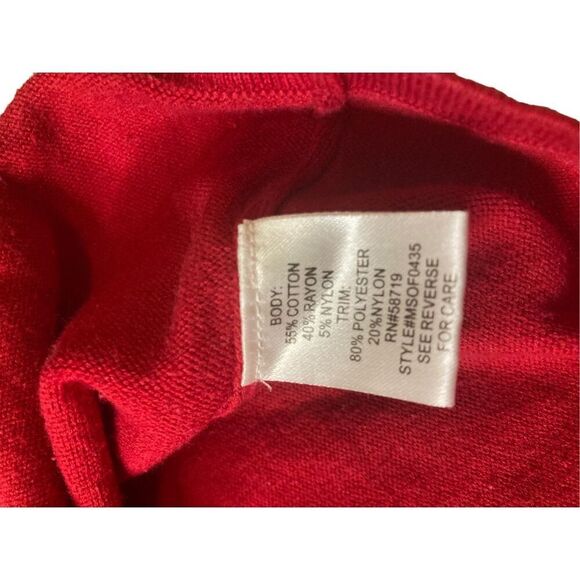 BODY:
55% COTTON
40% RAYON
5% NYLON
TRIM:
80% POLYESTER
20%NYLON
RN#58719
STYLE#MSOF0435
SEE REVERSE
FOR CARE